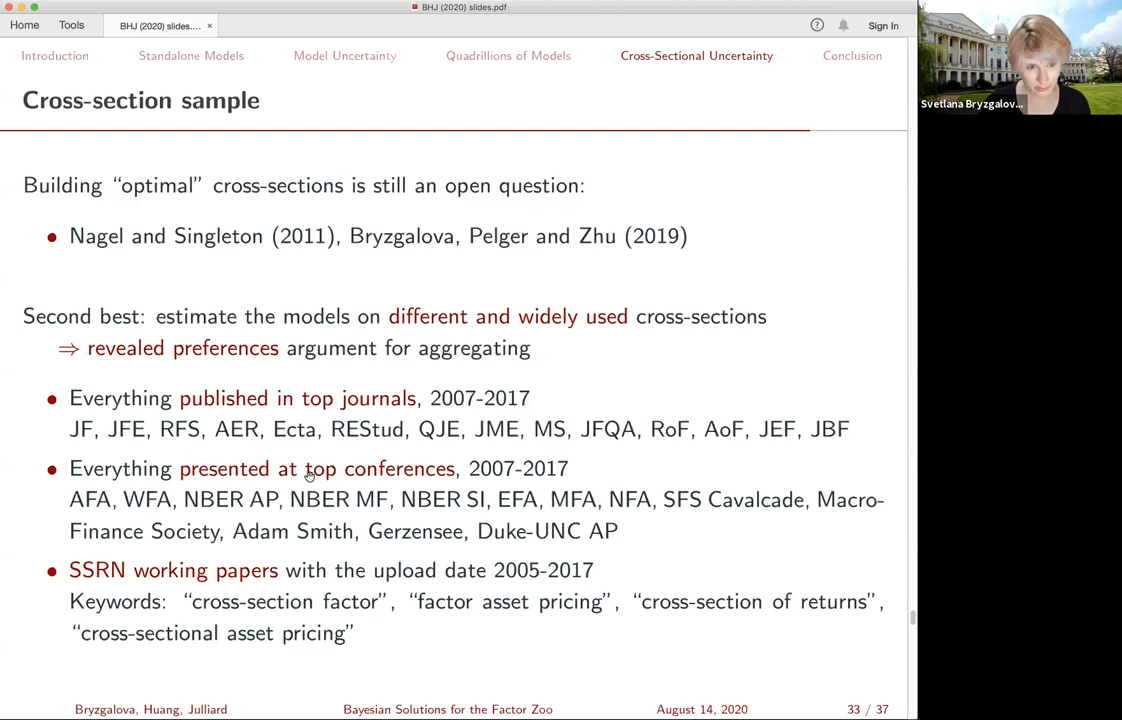 BHJ (2020) slides.pdf
Home Tools BHJ (2020) slides.... × Sign In
Introduction Standalone Models Model Uncertainty Quadrillions of Models Cross-Sectional Uncertainty Conclusion
Svetlana Bryzgalov...
Cross-section sample
Building “optimal” cross-sections is still an open question:
• Nagel and Singleton (2011), Bryzgalova, Pelger and Zhu (2019)
Second best: estimate the models on different and widely used cross-sections
⇒ revealed preferences argument for aggregating
• Everything published in top journals, 2007-2017
JF, JFE, RFS, AER, Ecta, REStud, QJE, JME, MS, JFQA, RoF, AoF, JEF, JBF
• Everything presented at top conferences, 2007-2017
AFA, WFA, NBER AP, NBER MF, NBER SI, EFA, MFA, NFA, SFS Cavalcade, Macro-
Finance Society, Adam Smith, Gerzensee, Duke-UNC AP
• SSRN working papers with the upload date 2005-2017
Keywords: “cross-section factor”, “factor asset pricing”, “cross-section of returns”,
“cross-sectional asset pricing”
Bryzgalova, Huang, Julliard Bayesian Solutions for the Factor Zoo August 14, 2020 33 / 37